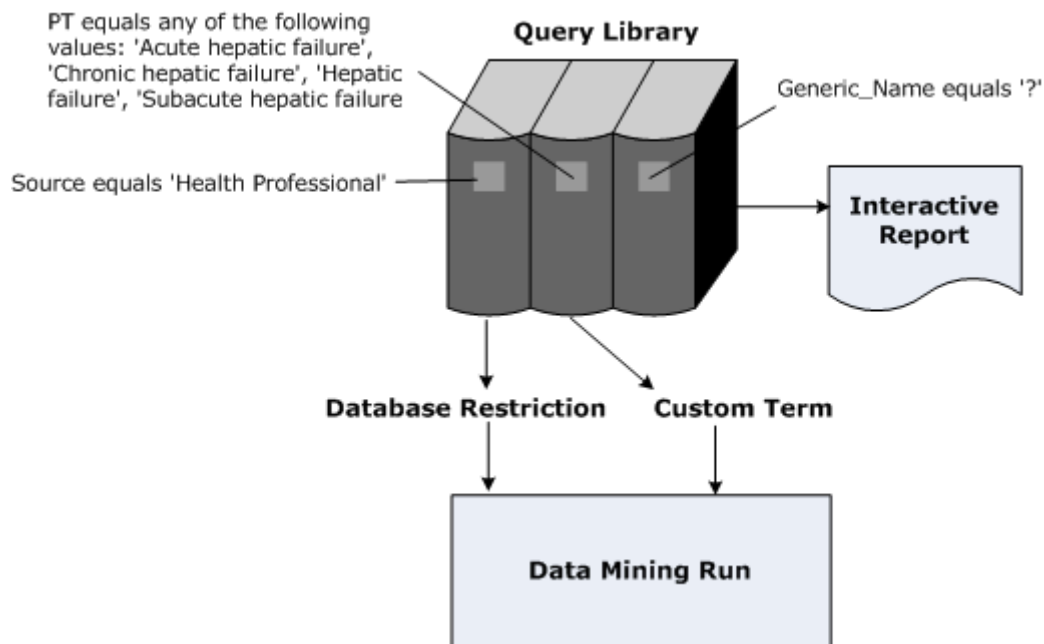 PT equals any of the following
values: 'Acute hepatic failure',
'Chronic hepatic failure', 'Hepatic
failure', 'Subacute hepatic failure
Query Library
Generic_Name equals '?'
Source equals 'Health Professional'
Interactive
Report
Database Restriction
Custom Term
Data Mining Run